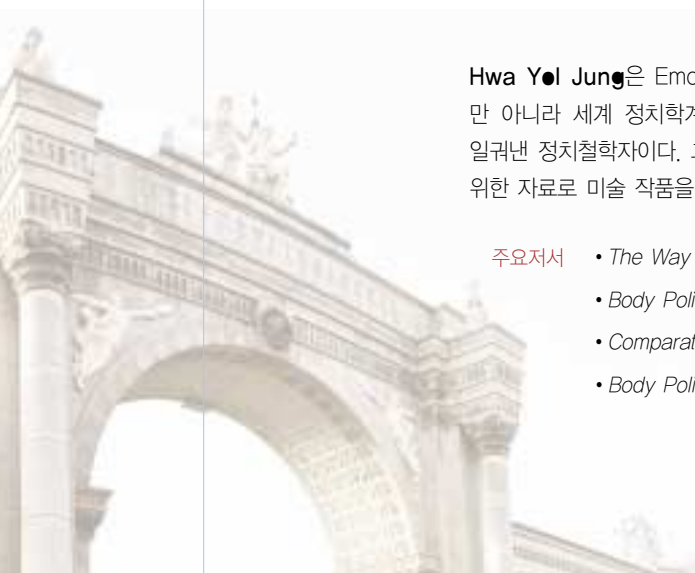 Hwa Yol Jung은 Emo
만 아니라 세계 정치학계
일궈낸 정치철학자이다.
위한 자료로 미술 작품을
주요저서 • The Way
• Body Poli
• Comparat
• Body Poli